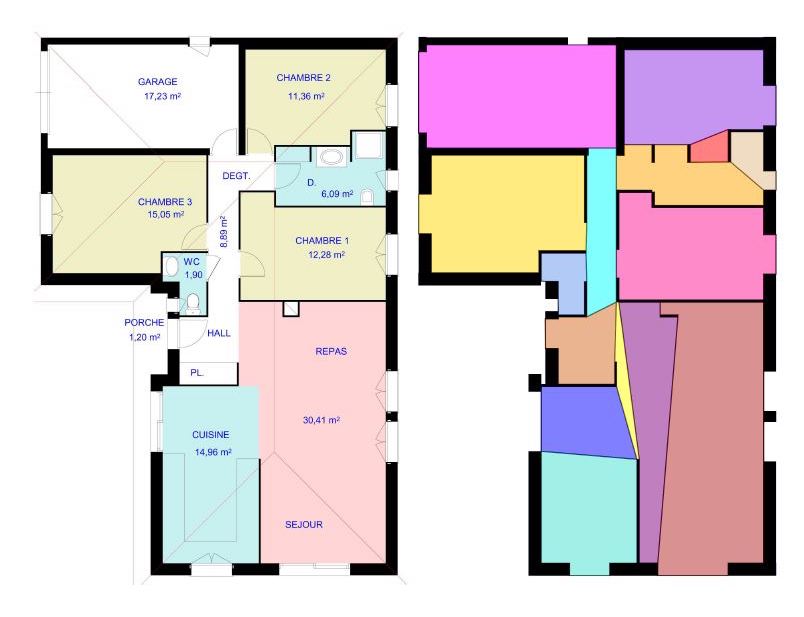 GARAGE
17,23 m²
CHAMBRE 2
11,36 m²
DEGT.
D.
6,09 m²
CHAMBRE 3
15,05 m²
8,89 m²
CHAMBRE 1
12,28 m²
WC
1,90
PORCHE
1,20 m²
HALL
REPAS
PL.
30,41 m²
CUISINE
14,96 m²
SEJOUR